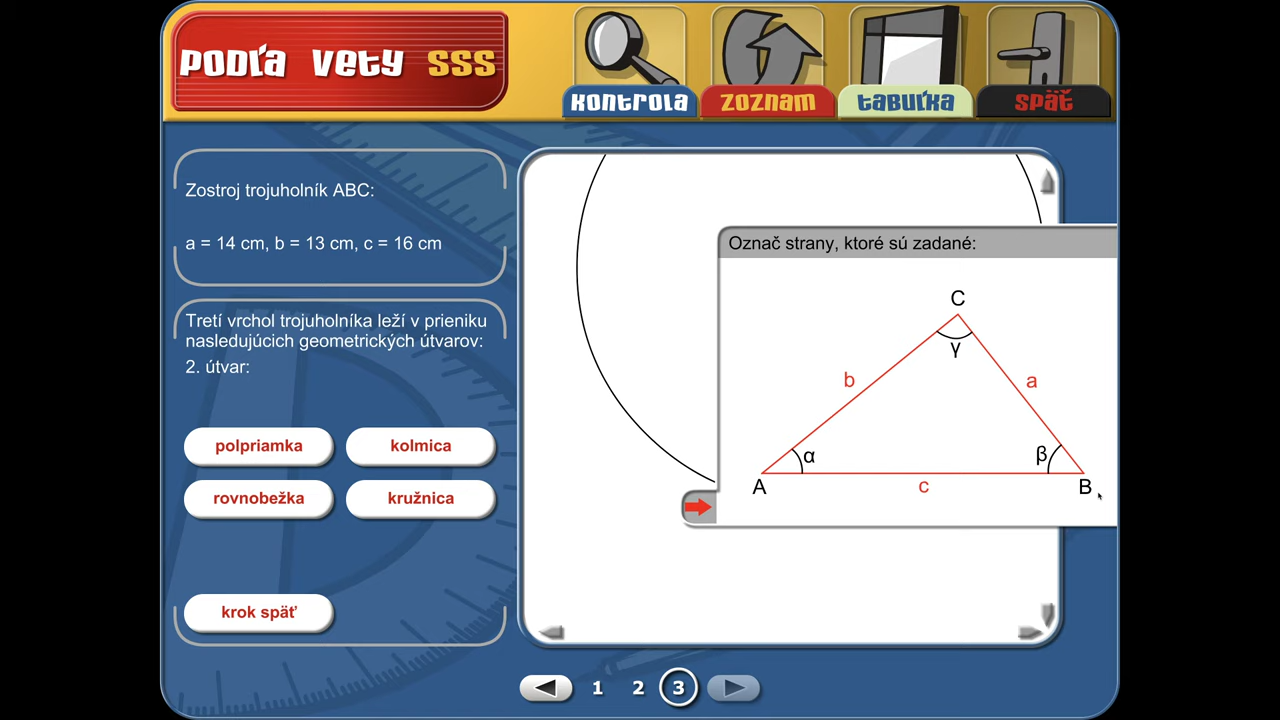 PODĽA VETY SSS
KONTROLA
ZOZNAM
TABUĽKA
SPÄŤ
Zostroj trojuholník ABC:
a = 14 cm, b = 13 cm, c = 16 cm
Tretí vrchol trojuholníka leží v prieniku
nasledujúcich geometrických útvarov:
2. útvar:
polpriamka
kolmica
rovnobežka
kružnica
krok späť
Označ strany, ktoré sú zadané:
C
γ
b
a
α
β
A
c
B
1 2 3